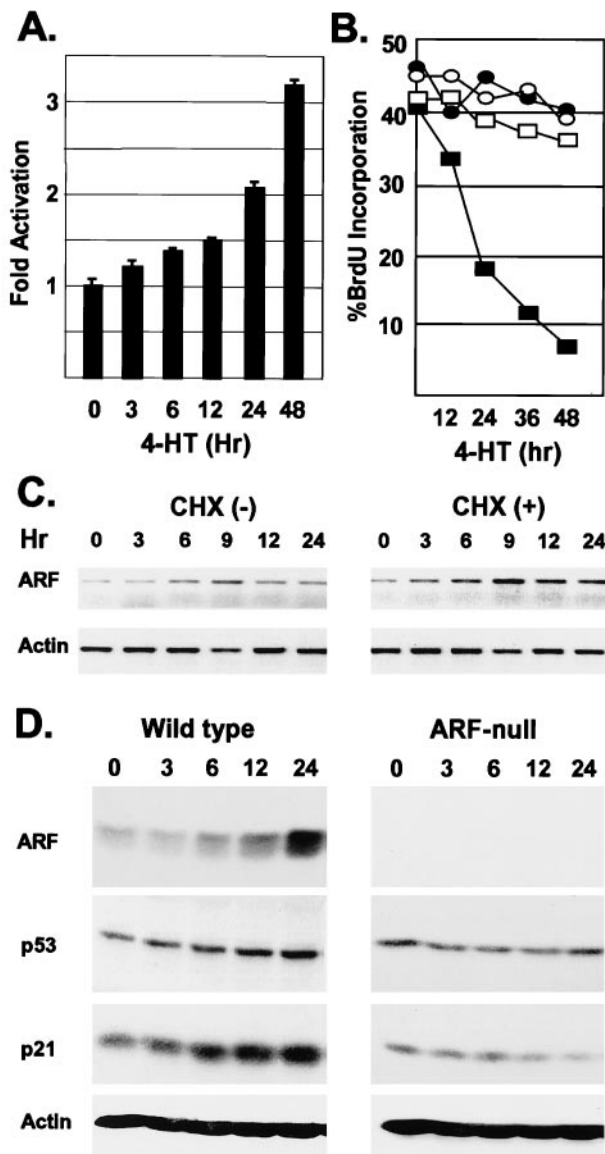 A.
Fold Activation
3
2
1
0 3 6 12 24 48
4-HT (Hr)
B.
%BrdU Incorporation
50
40
30
20
10
12 24 36 48
4-HT (hr)
C.
CHX (-)
CHX (+)
Hr
0 3 6 9 12 24
0 3 6 9 12 24
ARF
Actin
D.
Wild type
ARF-null
0 3 6 12 24
0 3 6 12 24
ARF
p53
p21
Actin